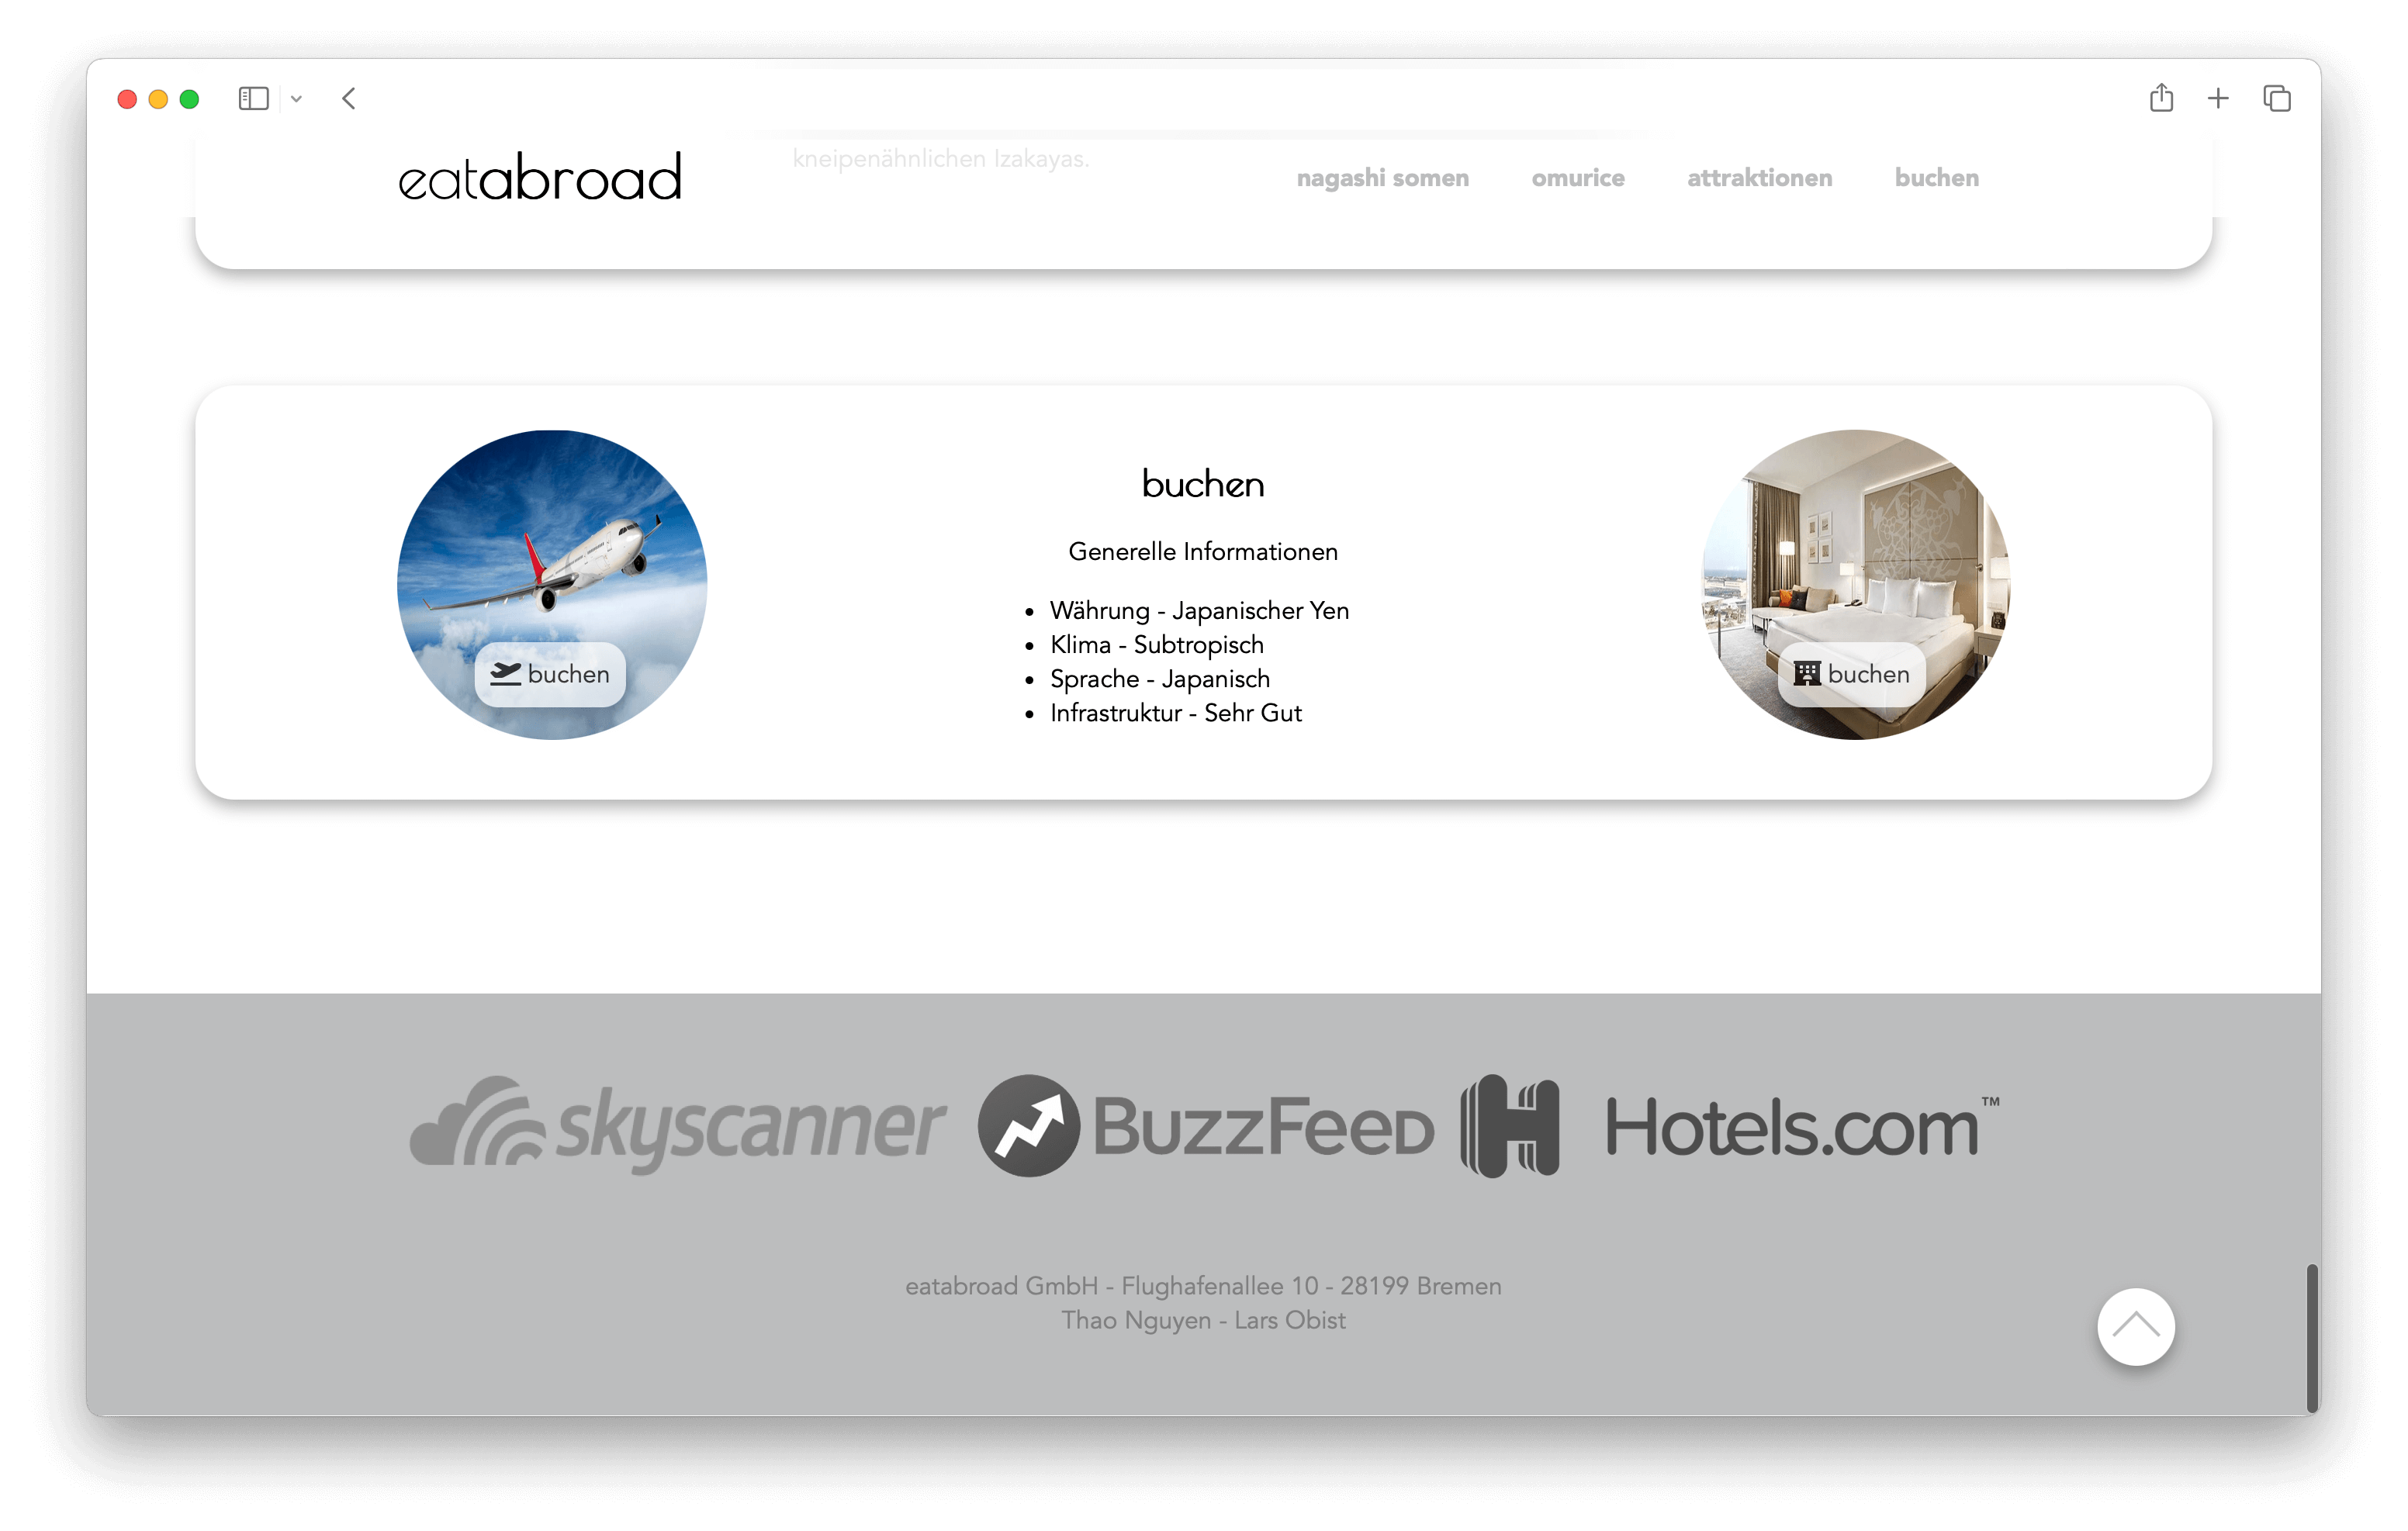 kneipenähnlichen Izakayas.
eatabroad
nagashi somen
omurice
attraktionen
buchen
buchen
Generelle Informationen
• Währung - Japanischer Yen
• Klima - Subtropisch
• Sprache - Japanisch
• Infrastruktur - Sehr Gut
buchen
buchen
skyscanner
BuzzFeed
H Hotels.com™
eatabroad GmbH - Flughafenallee 10 - 28199 Bremen
Thao Nguyen - Lars Obist